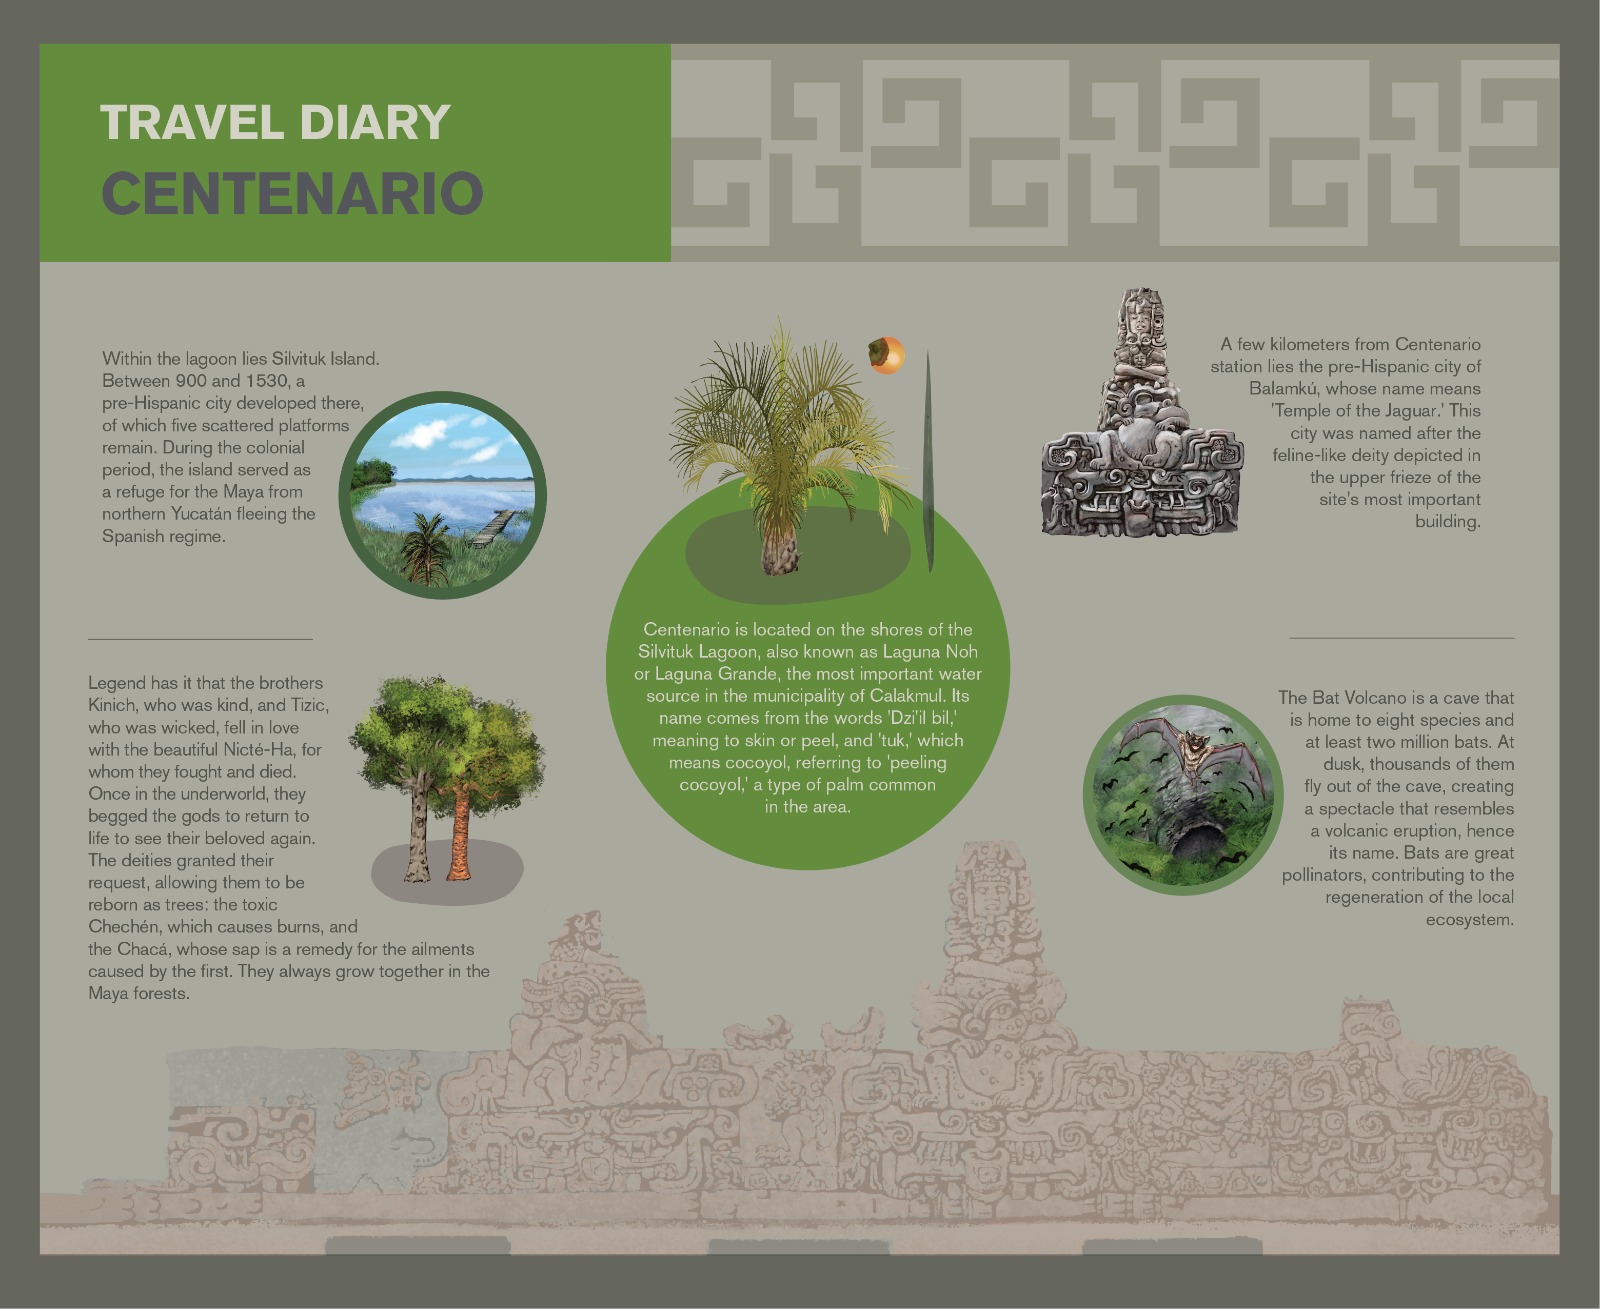 TRAVEL DIARY
CENTENARIO
Within the lagoon lies Silvituk Island.
Between 900 and 1530, a
pre-Hispanic city developed there,
of which five scattered platforms
remain. During the colonial
period, the island served as
a refuge for the Maya from
northern Yucatán fleeing the
Spanish regime.
Legend has it that the brothers
Kinich, who was kind, and Tizic,
who was wicked, fell in love
with the beautiful Nicté-Ha, for
whom they fought and died.
Once in the underworld, they
begged the gods to return to
life to see their beloved again.
The deities granted their
request, allowing them to be
reborn as trees: the toxic
Chechén, which causes burns, and
the Chacá, whose sap is a remedy for the ailments
caused by the first. They always grow together in the
Maya forests.
Centenario is located on the shores of the
Silvituk Lagoon, also known as Laguna Noh
or Laguna Grande, the most important water
source in the municipality of Calakmul. Its
name comes from the words 'Dzi'il bil,'
meaning to skin or peel, and 'tuk,' which
means cocoyol, referring to 'peeling
cocoyol,' a type of palm common
in the area.
A few kilometers from Centenario
station lies the pre-Hispanic city of
Balamkú, whose name means
'Temple of the Jaguar.' This
city was named after the
feline-like deity depicted in
the upper frieze of the
site's most important
building.
The Bat Volcano is a cave that
is home to eight species and
at least two million bats. At
dusk, thousands of them
fly out of the cave, creating
a spectacle that resembles
a volcanic eruption, hence
its name. Bats are great
pollinators, contributing to the
regeneration of the local
ecosystem.